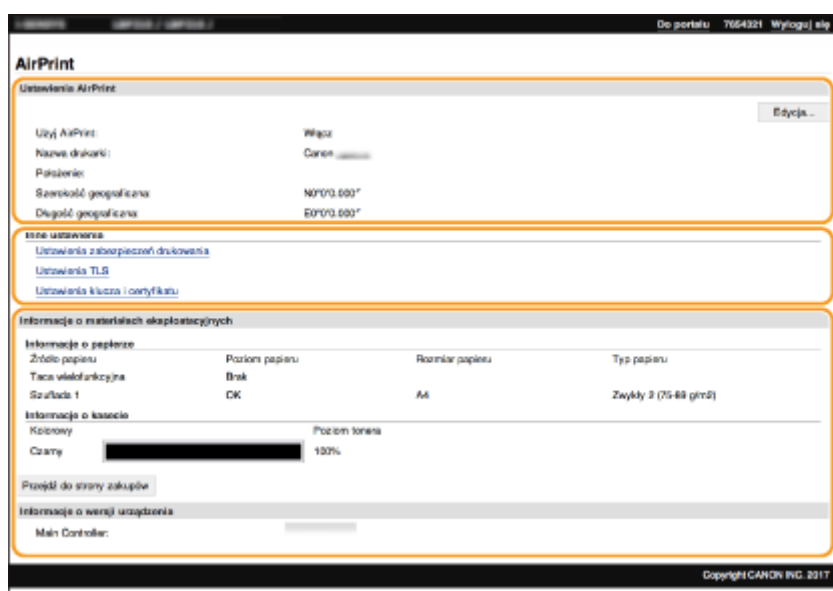 Do portalu 7654321 Wyloguj się
AirPrint
Ustawienia AirPrint
Edycja...
Użyj AirPrint: Włącz
Nazwa drukarki: Canon
Położenie:
Szerokość geograficzna: N0°0'0.000"
Długość geograficzna: E0°0'0.000"
Inne ustawienia
Ustawienia zabezpieczeń drukowania
Ustawienia TLS
Ustawienia klucza i certyfikatu
Informacje o materiałach eksploatacyjnych
Informacje o papierze
Źródło papieru Poziom papieru Rozmiar papieru Typ papieru
Taca wielofunkcyjna Brak
Szuflada 1 OK A4 Zwykły 2 (75-89 g/m2)
Informacje o kasecie
Kolorowy Poziom tonera
Czarny 100%
Przejdź do strony zakupów
Informacje o wersji urządzenia
Main Controller:
Copyright CANON INC. 2017